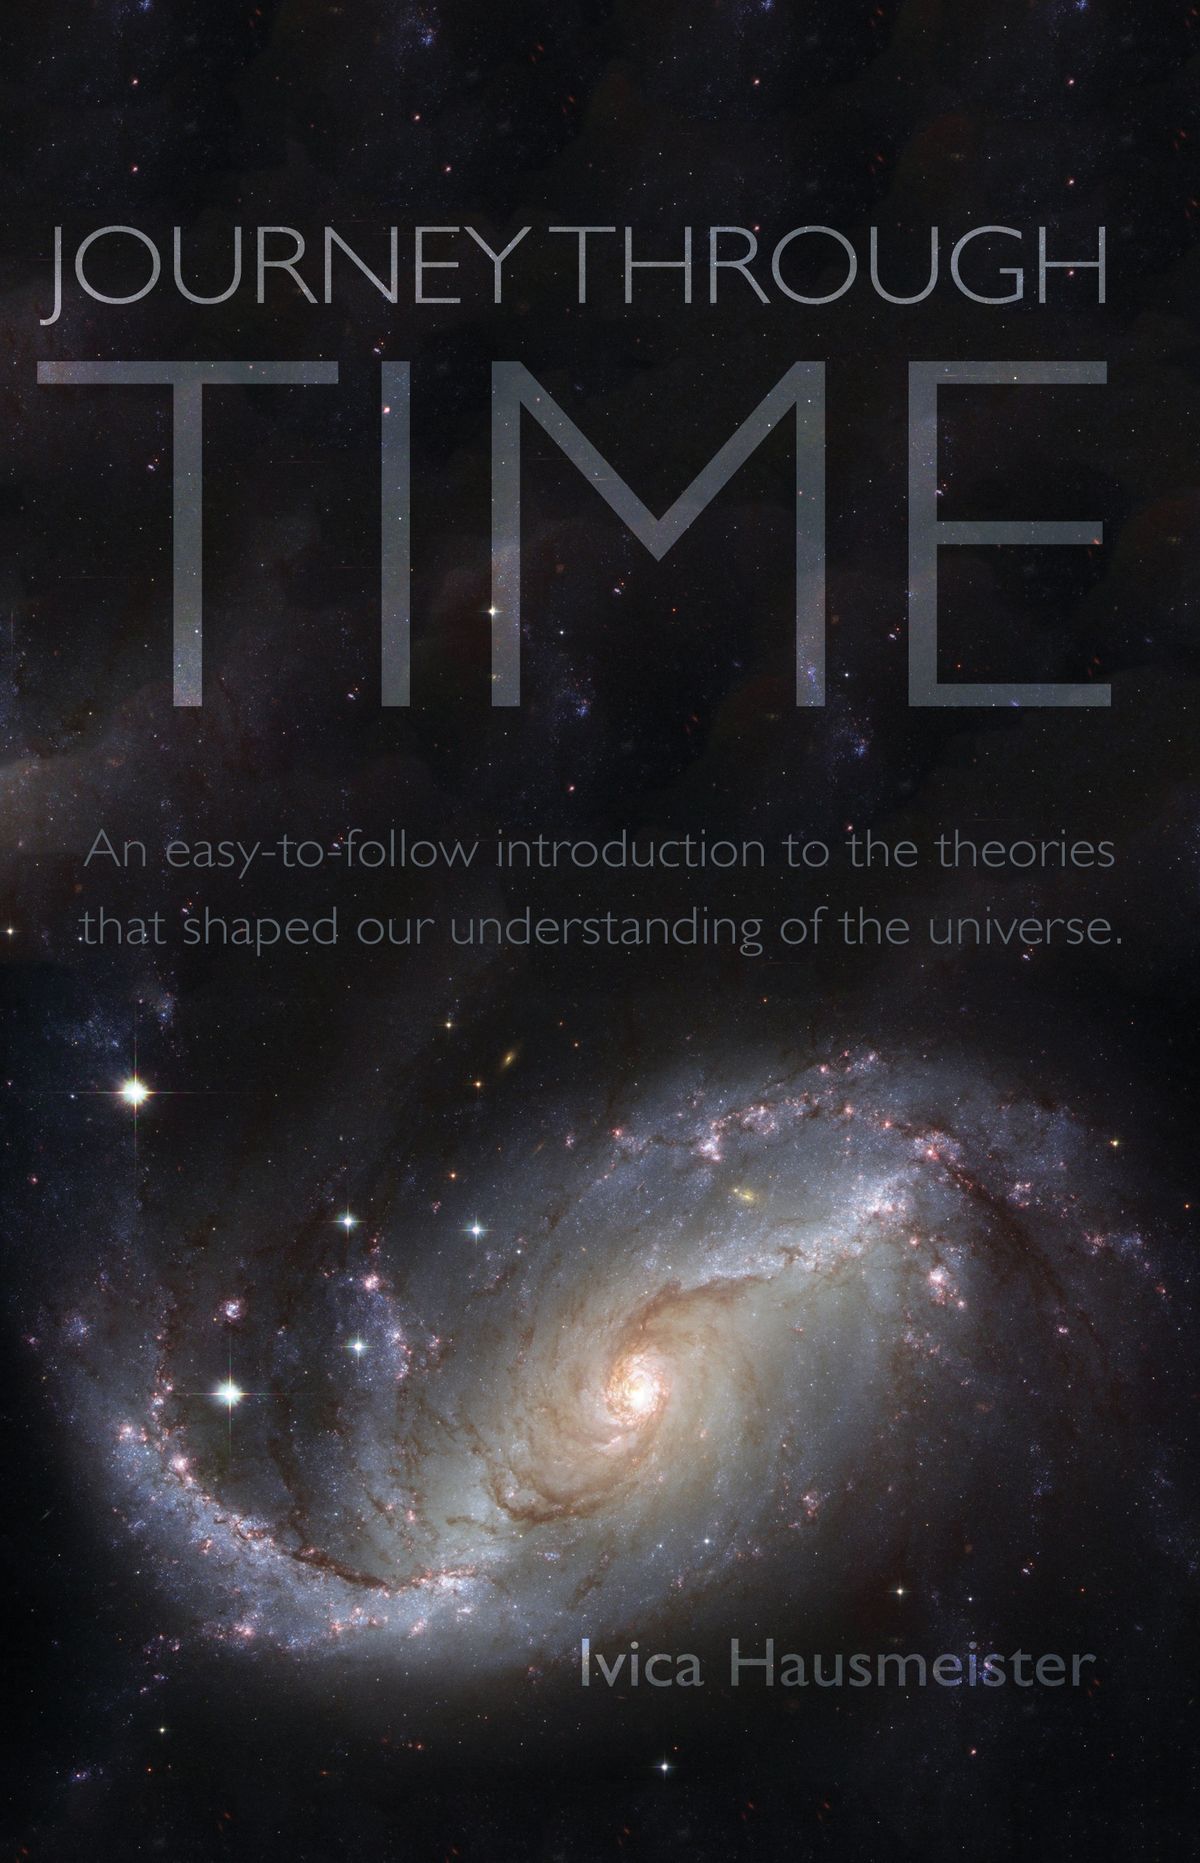 JOURNEY THROUGH
TIME
An easy-to-follow introduction to the theories
that shaped our understanding of the universe.
Ivica Hausmeister